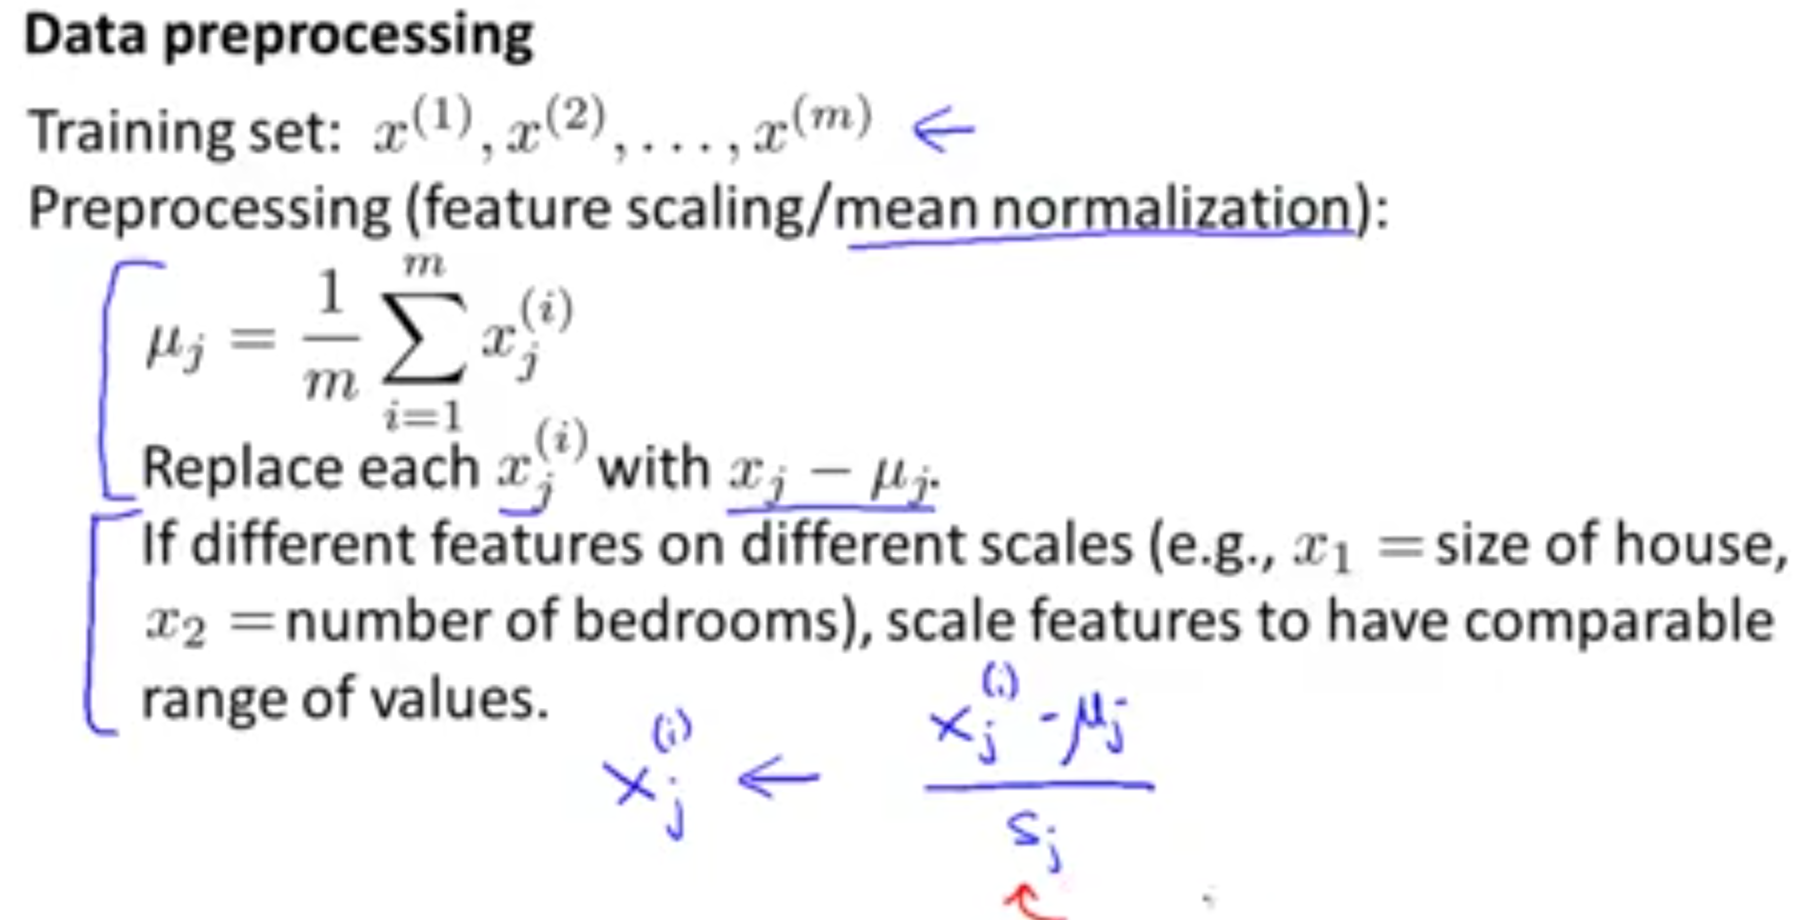 Data preprocessing
Training set: $x^{(1)}, x^{(2)}, \ldots, x^{(m)}$ ←
Preprocessing (feature scaling/mean normalization):
$\mu_j = \frac{1}{m} \sum_{i=1}^{m} x_j^{(i)}$
Replace each $x_j^{(i)}$ with $x_j - \mu_j$.
If different features on different scales (e.g., $x_1$ = size of house,
$x_2$ = number of bedrooms), scale features to have comparable
range of values.
$x_j^{(i)} \leftarrow \frac{x_j^{(i)} - \mu_j}{s_j}$